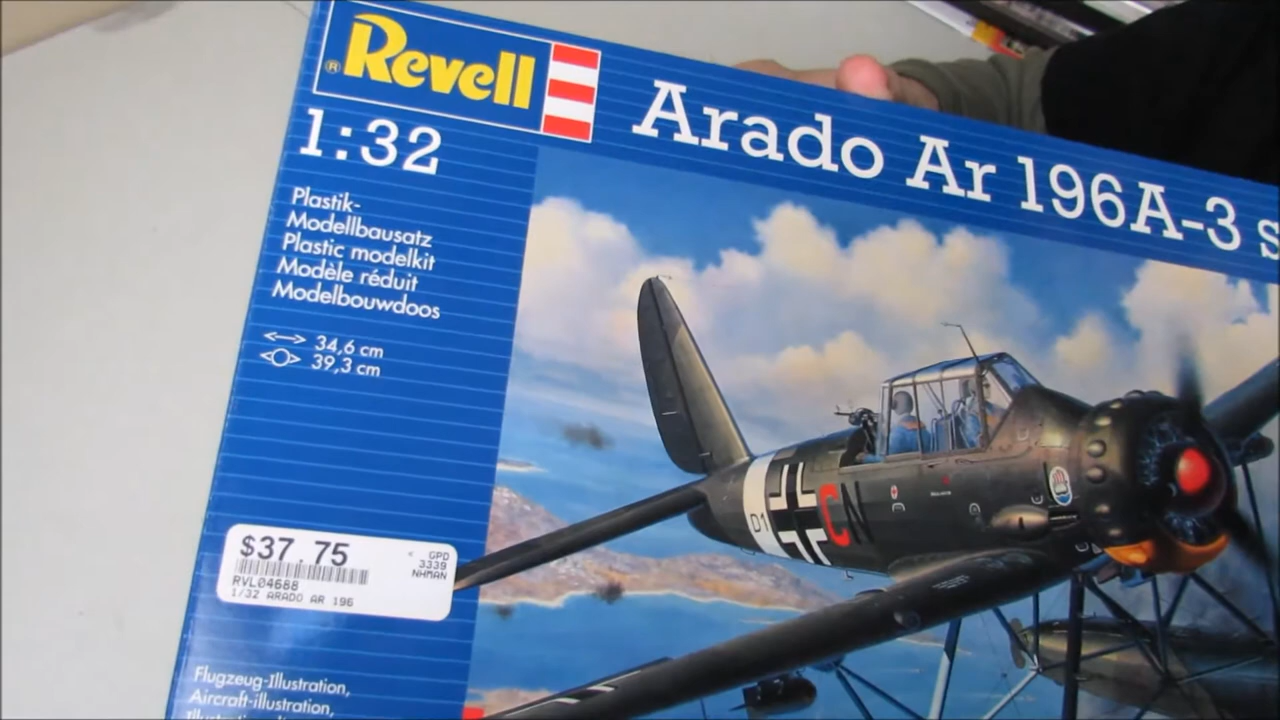 ® Revell
Arado Ar 196A-3 s
1:32
Plastik-
Modellbausatz
Plastic modelkit
Modèle réduit
Modelbouwdoos
34,6 cm
39,3 cm
D1 CN
$37.75
< GPD
3339
NHMAN
RVL04688
1/32 ARADO AR 196
Flugzeug-Illustration,
Aircraft-illustration,